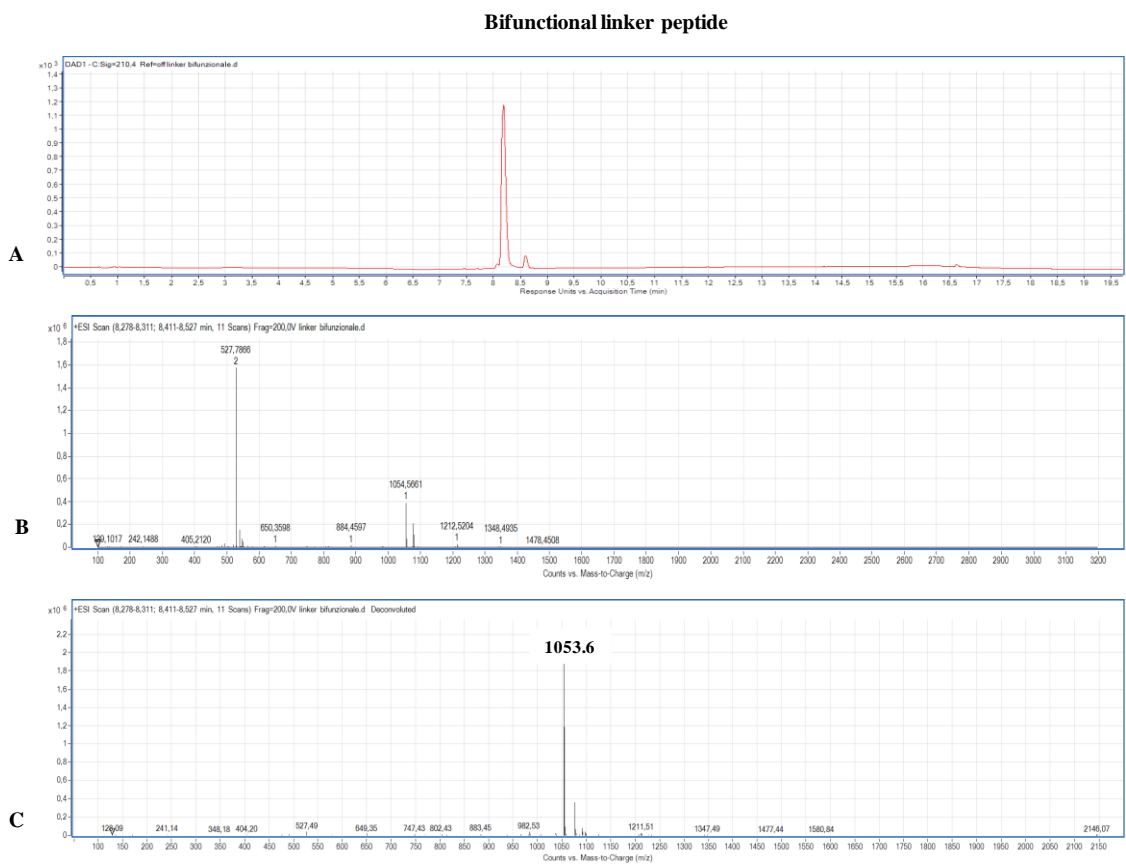 Bifunctional linker peptide
x10 3 DAD1 - C:Sig=210,4 Ref=off linker bifunzionale.d
1,4
1,3
1,2
1,1
1
0,9
0,8
0,7
0,6
0,5
0,4
0,3
0,2
0,1
0
A
0,5 1 1,5 2 2,5 3 3,5 4 4,5 5 5,5 6 6,5 7 7,5 8 8,5 9 9,5 10 10,5 11 11,5 12 12,5 13 13,5 14 14,5 15 15,5 16 16,5 17 17,5 18 18,5 19 19,5
Response Units vs. Acquisition Time (min)
x10 6 +ESI Scan (8,278-8,311; 8,411-8,527 min, 11 Scans) Frag=200,0V linker bifunzionale.d
1,8
1,6
1,4
1,2
1
0,8
0,6
0,4
0,2
0
527,7866
2
1054,5661
1
B
242,1488 405,2120 650,3598 884,4597 1212,5204 1348,4935 1478,4508
1 1 1 1
100 200 300 400 500 600 700 800 900 1000 1100 1200 1300 1400 1500 1600 1700 1800 1900 2000 2100 2200 2300 2400 2500 2600 2700 2800 2900 3000 3100 3200
Counts vs. Mass-to-Charge (m/z)
x10 6 +ESI Scan (8,278-8,311; 8,411-8,527 min, 11 Scans) Frag=200,0V linker bifunzionale.d Deconvoluted
2,2
2
1,8
1,6
1,4
1,2
1
0,8
0,6
0,4
0,2
0
1053.6
C
241,14 348,18 404,20 527,49 649,35 747,43 802,43 883,45 982,53 1211,51 1347,49 1477,44 1580,84 2146,07
100 150 200 250 300 350 400 450 500 550 600 650 700 750 800 850 900 950 1000 1050 1100 1150 1200 1250 1300 1350 1400 1450 1500 1550 1600 1650 1700 1750 1800 1850 1900 1950 2000 2050 2100 2150
Counts vs. Mass-to-Charge (m/z)